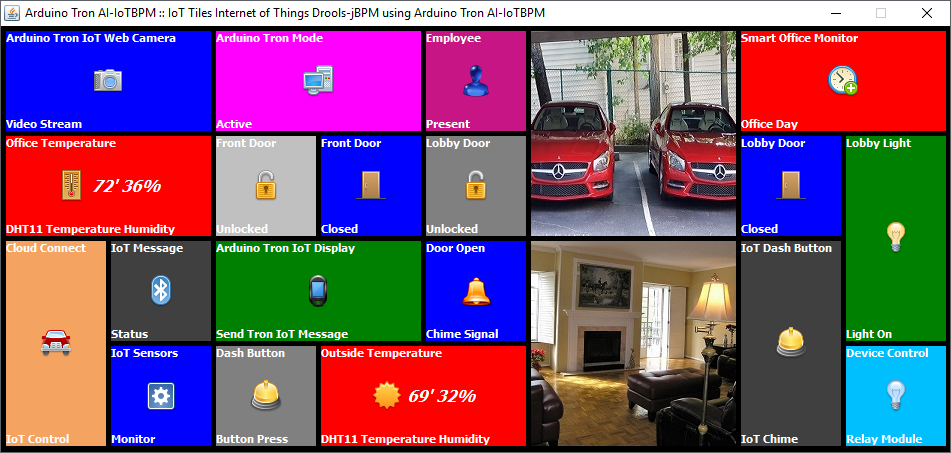 Arduino Tron AI-IoTBPM :: IoT Tiles Internet of Things Drools-jBPM using Arduino Tron AI-IoTBPM
Arduino Tron IoT Web Camera
Video Stream
Arduino Tron Mode
Active
Employee
Present
Smart Office Monitor
Office Day
Office Temperature
72' 36%
DHT11 Temperature Humidity
Front Door
Unlocked
Front Door
Closed
Lobby Door
Unlocked
Lobby Door
Closed
Lobby Light
Light On
Cloud Connect
IoT Control
IoT Message
Status
Arduino Tron IoT Display
Send Tron IoT Message
Door Open
Chime Signal
IoT Dash Button
IoT Chime
IoT Sensors
Monitor
Dash Button
Button Press
Outside Temperature
69' 32%
DHT11 Temperature Humidity
Device Control
Relay Module